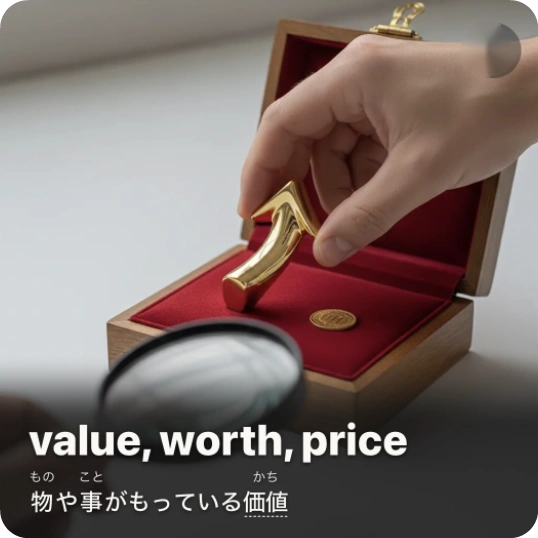 value, worth, price
もの こと かち
物や事がもっている価値